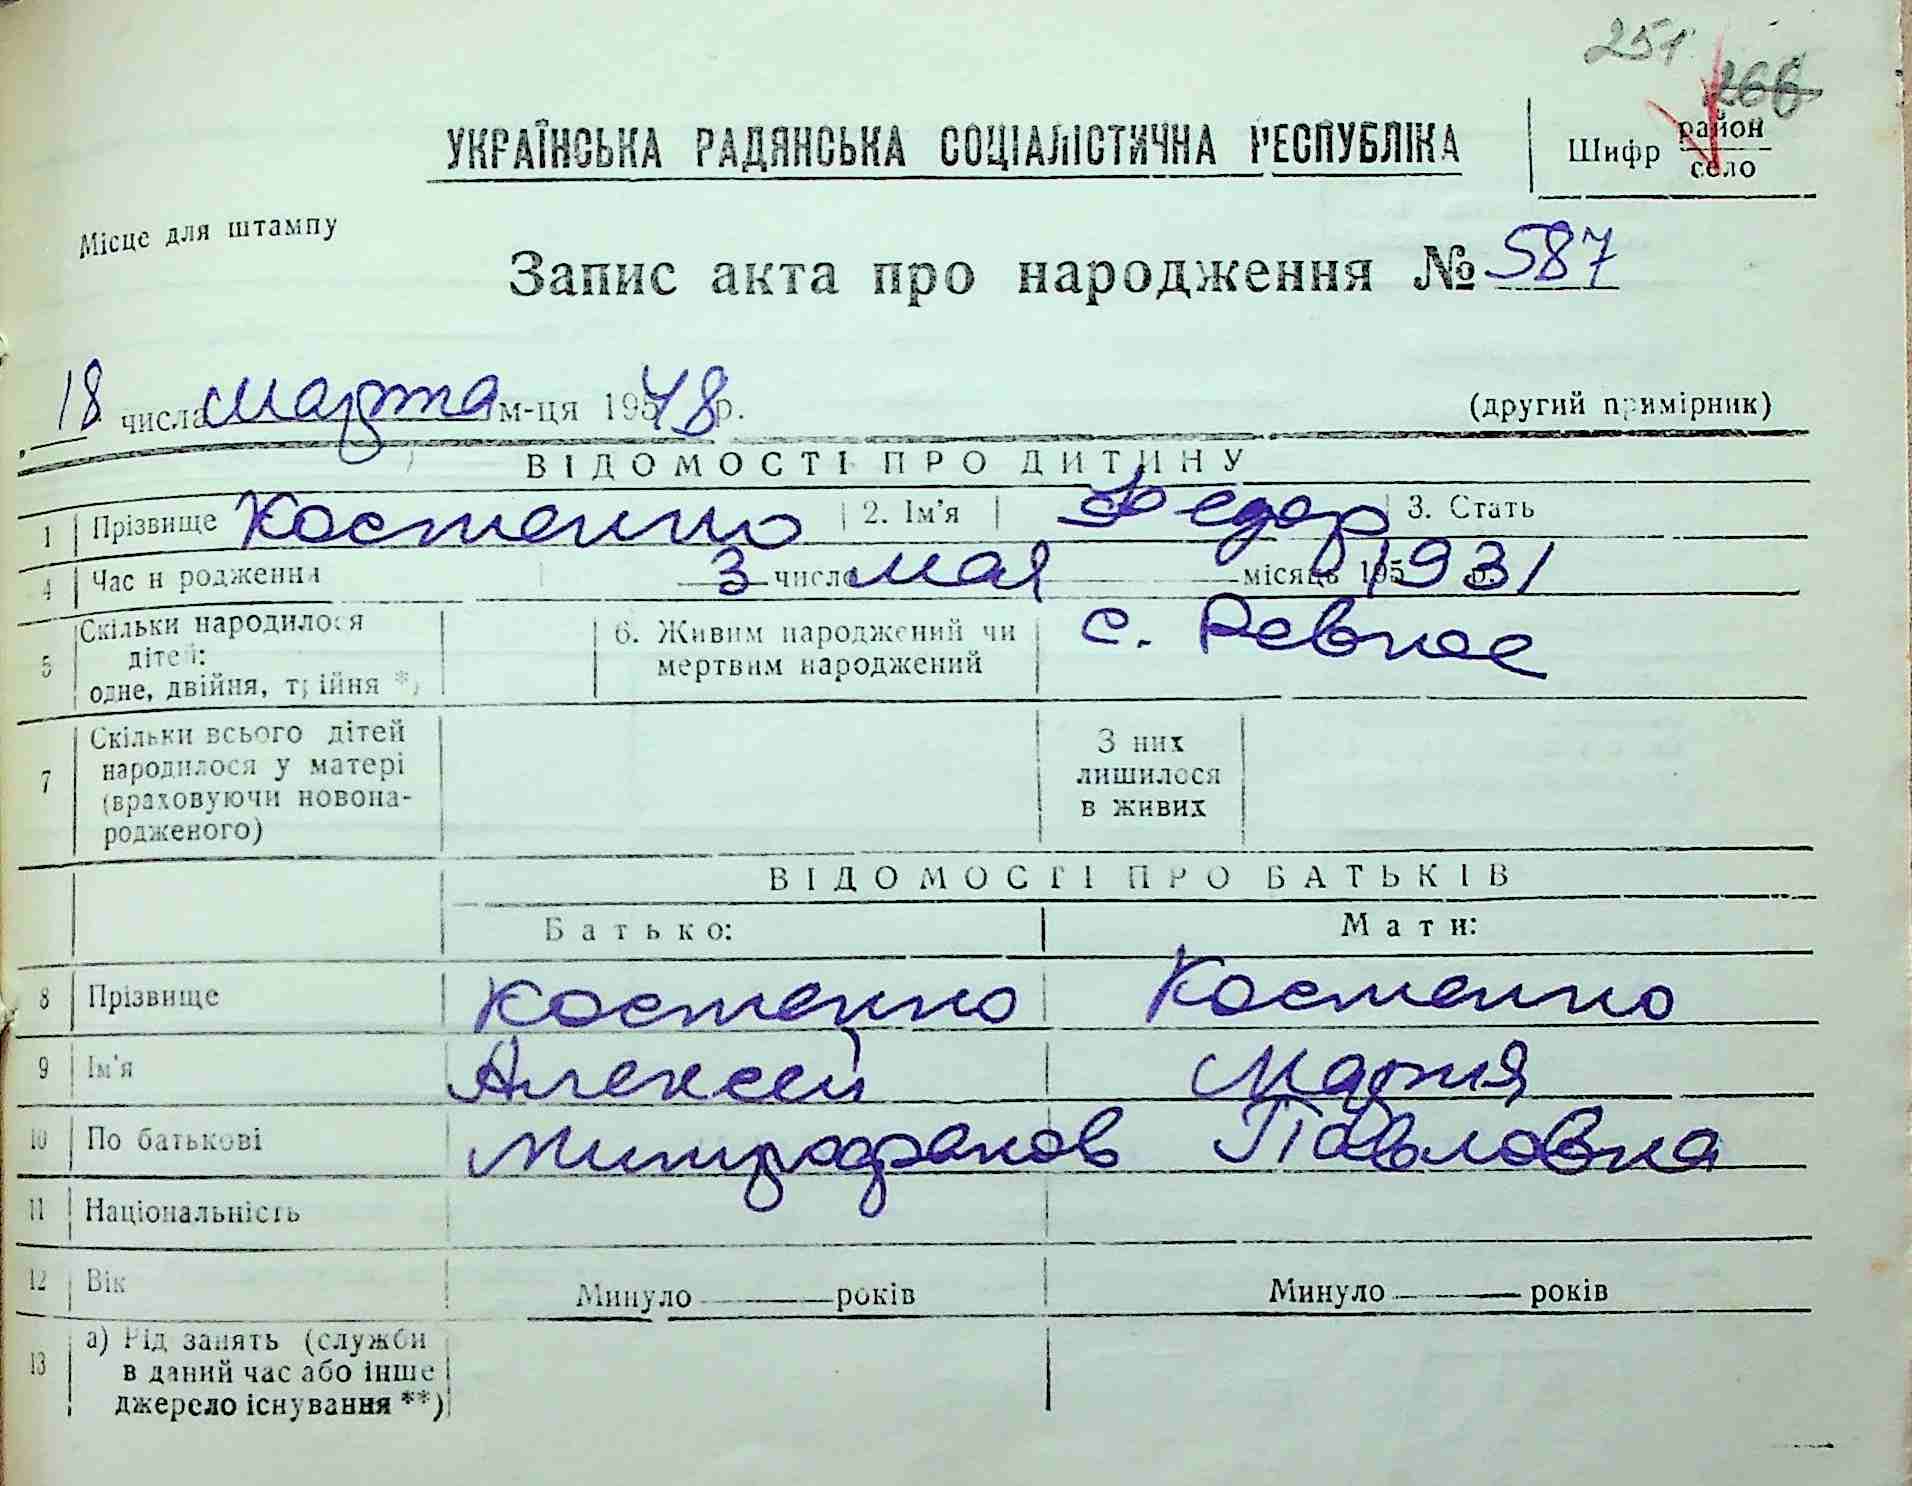 251
266
УКРАЇНСЬКА РАДЯНСЬКА СОЦІАЛІСТИЧНА РЕСПУБЛІКА
Шифр район
село
Місце для штампу
Запис акта про народження № 587
18 числа марта м-ця 1948 р.
(другий примірник)
ВІДОМОСТІ ПРО ДИТИНУ
1 Прізвище Костенко 2. Ім'я Федор 3. Стать
4 Час народження 3 числа мая місяць 195 1931 р.
5 Скільки народилося дітей: одне, двійня, трійня *) 6. Живим народжений чи мертвим народжений с. Ревное
7 Скільки всього дітей народилося у матері (враховуючи новона-родженого) З них лишилося в живих
ВІДОМОСТІ ПРО БАТЬКІВ
Батько: Мати:
8 Прізвище Костенко Костенко
9 Ім'я Алексей Мария
10 По батькові Митрофанов Павловна
11 Національність
12 Вік Минуло років Минуло років
13 а) Рід занять (служби
в даний час або інше
джерело існування **)